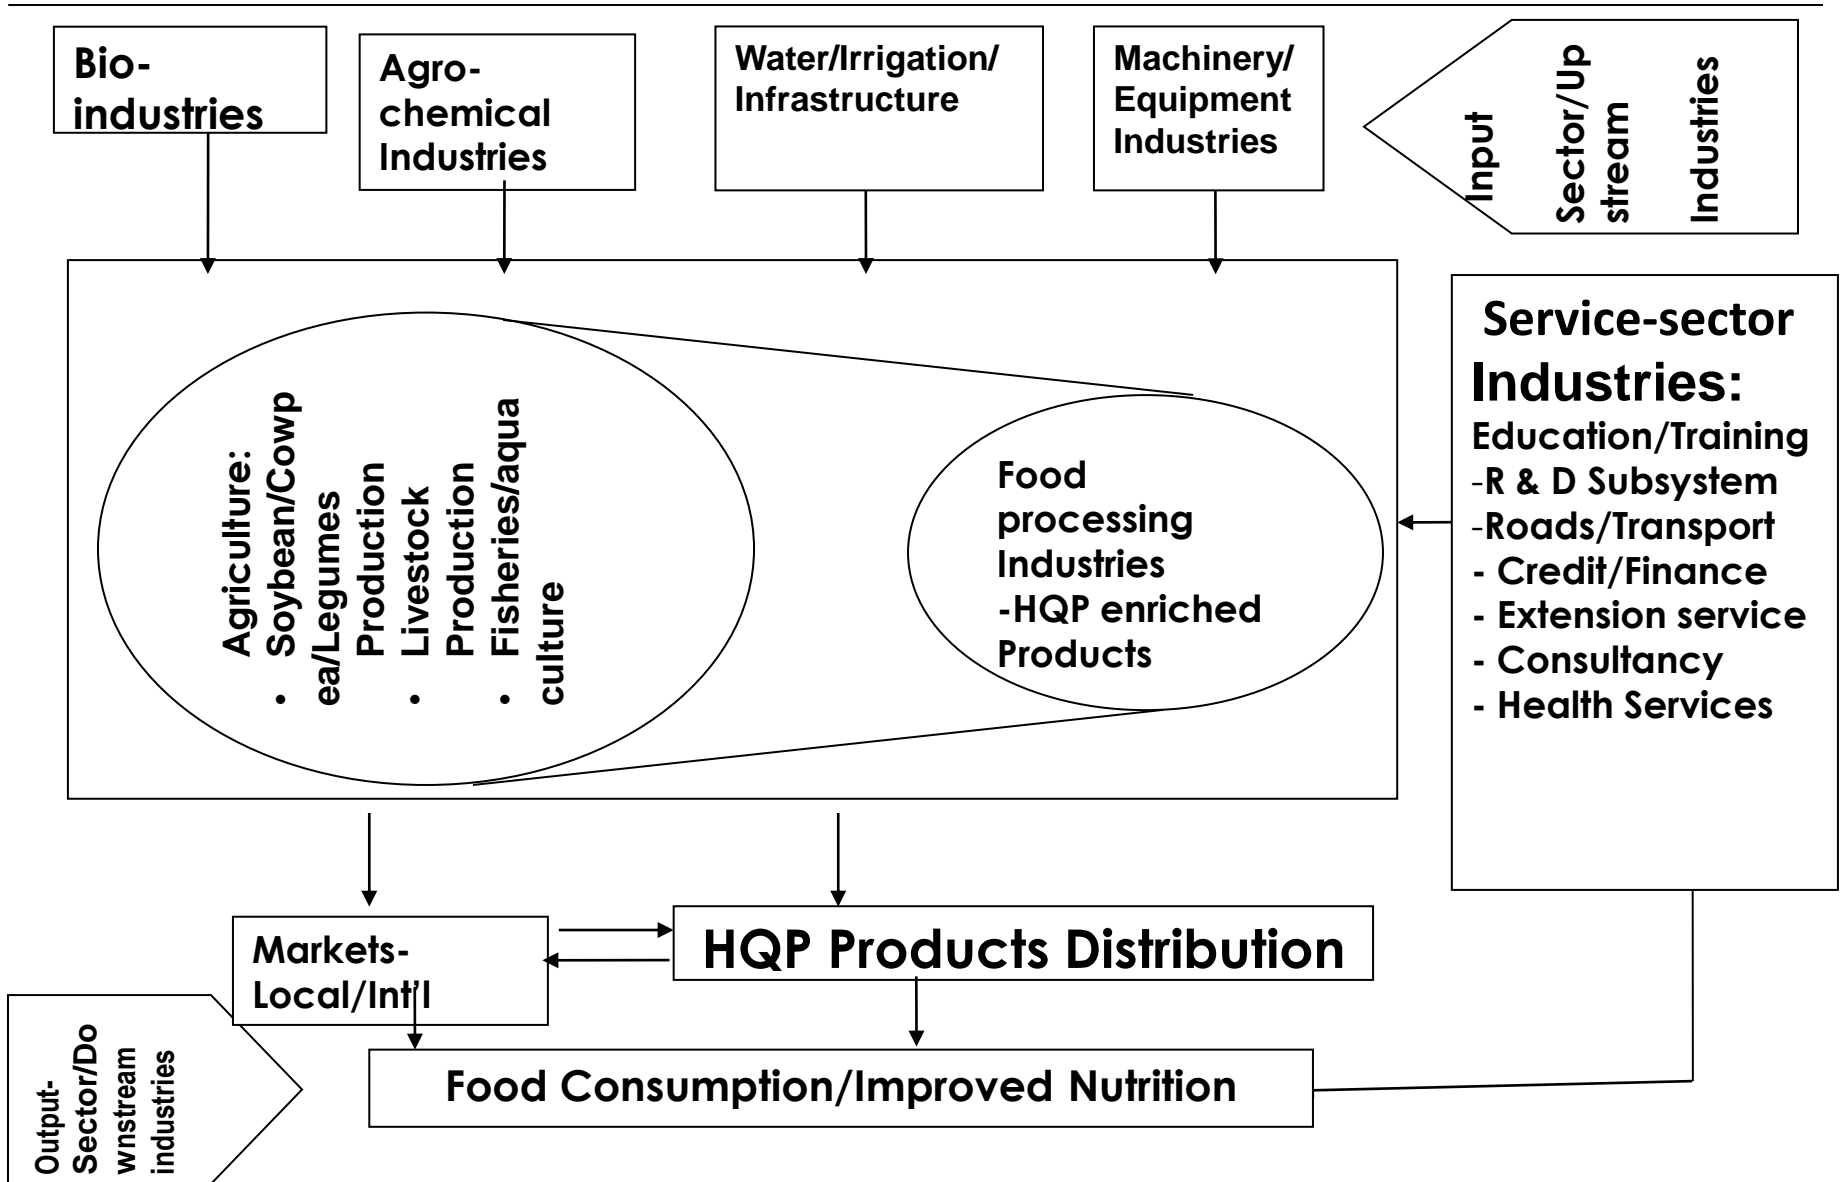 Bio-
industries
Agro-
chemical
Industries
Water/Irrigation/
Infrastructure
Machinery/
Equipment
Industries
Input
Sector/Up
stream
Industries
Agriculture:
• Soybean/Cowp
ea/Legumes
Production
• Livestock
Production
• Fisheries/aqua
culture
Food
processing
Industries
-HQP enriched
Products
Service-sector
Industries:
Education/Training
-R & D Subsystem
-Roads/Transport
- Credit/Finance
- Extension service
- Consultancy
- Health Services
Markets-
Local/Int'l
HQP Products Distribution
Output-
Sector/Do
wnstream
industries
Food Consumption/Improved Nutrition